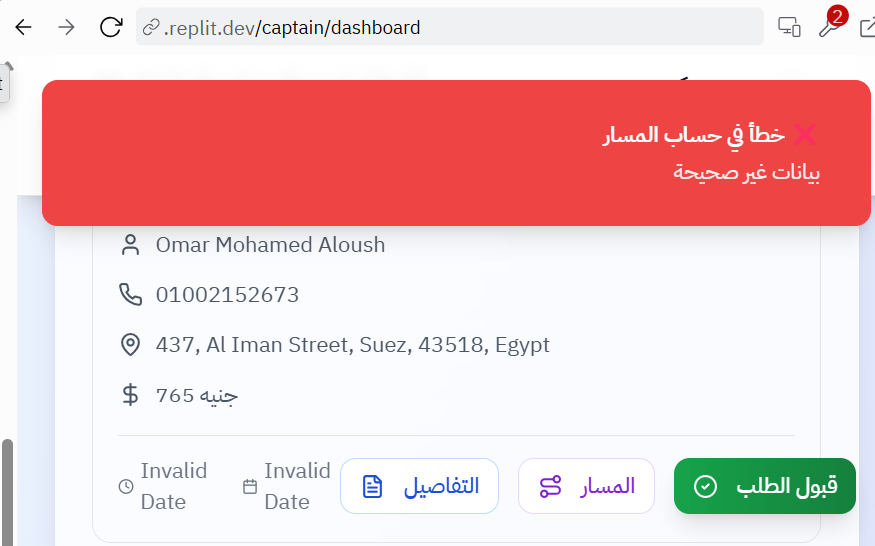 .replit.dev/captain/dashboard
2
خطأ في حساب المسار
بيانات غير صحيحة
Omar Mohamed Aloush
01002152673
437, Al Iman Street, Suez, 43518, Egypt
765 جنيه
Invalid Date
Invalid Date
التفاصيل
المسار
قبول الطلب